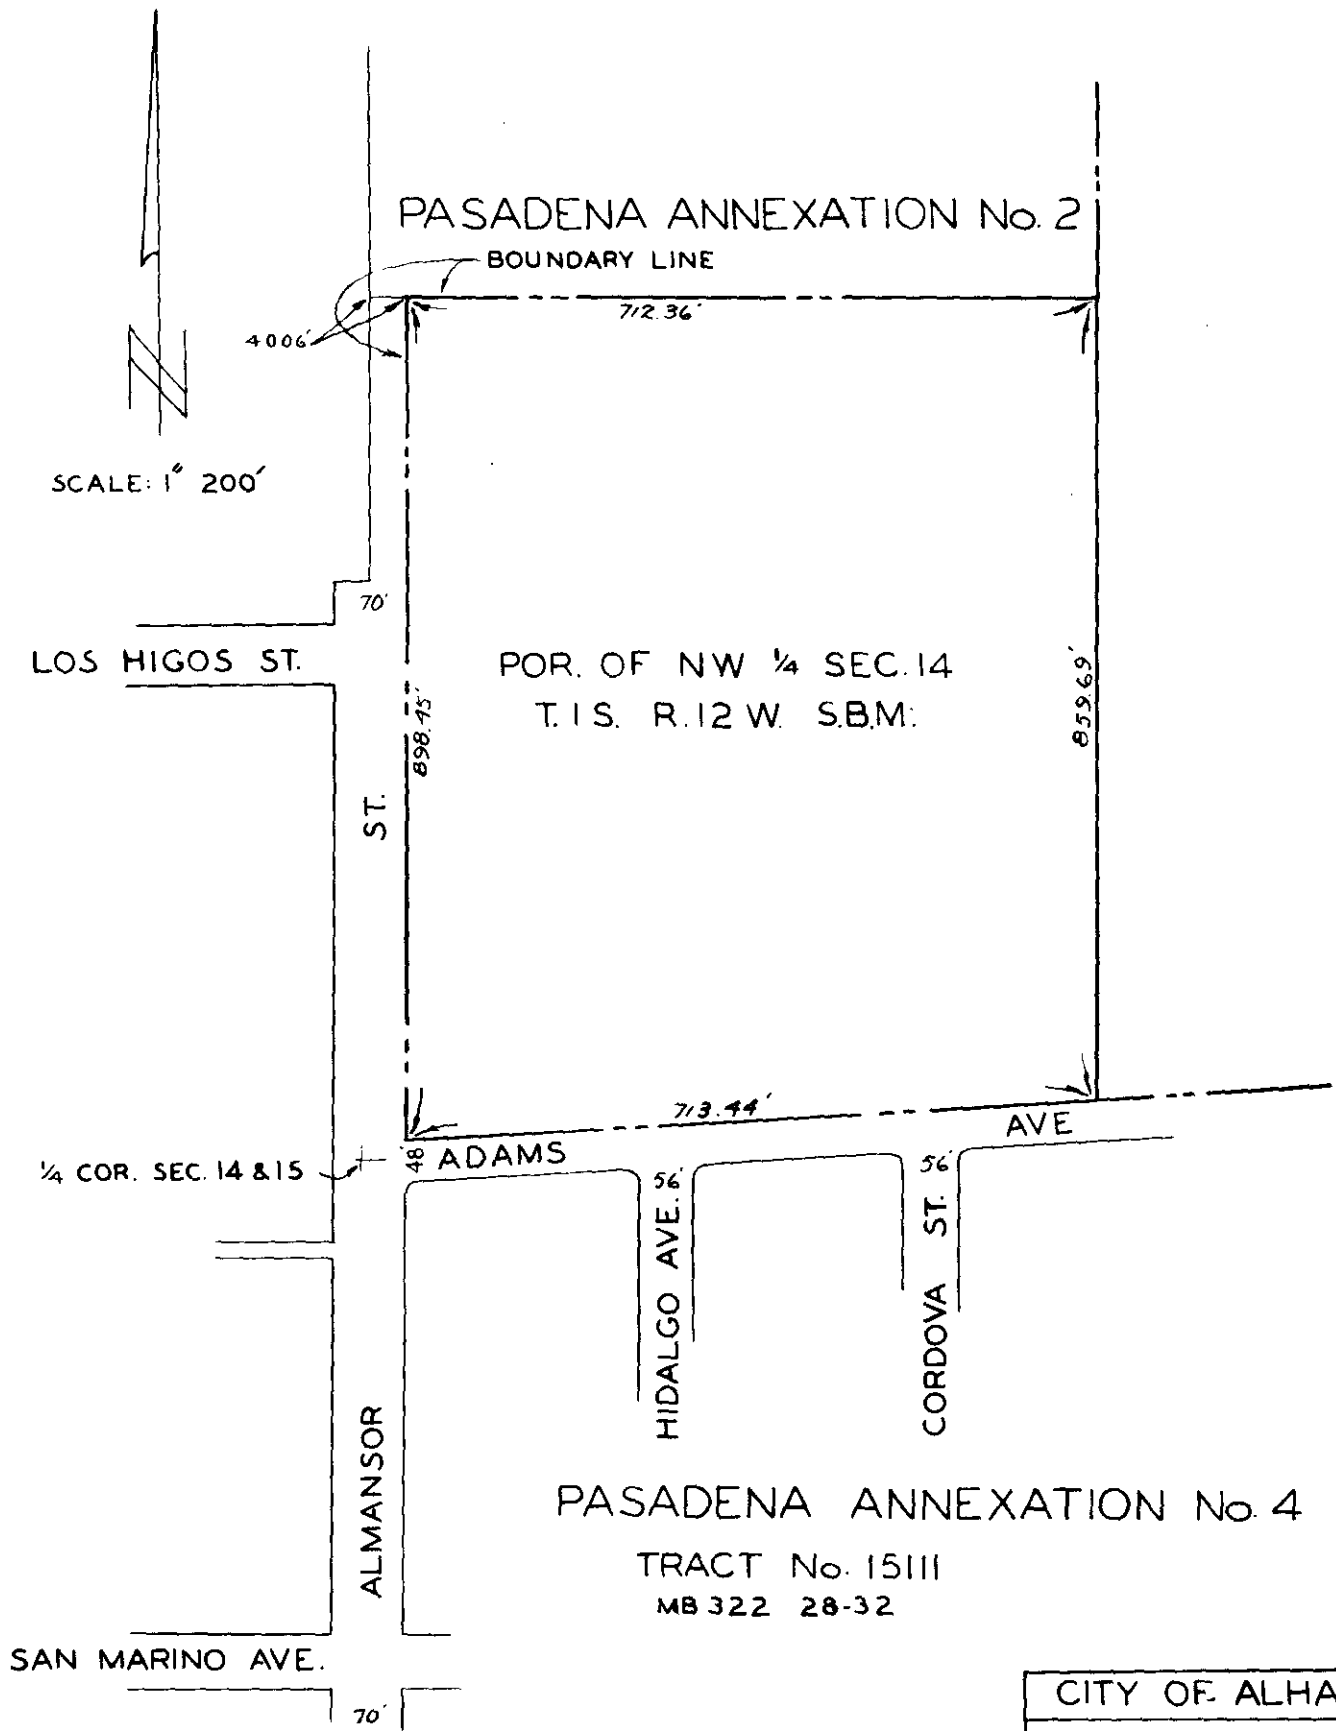 PASADENA ANNEXATION No. 2
BOUNDARY LINE
712.36'
4006'
N
SCALE: 1" 200'
70'
LOS HIGOS ST.
POR. OF NW 1/4 SEC. 14
T. 1 S. R. 12 W. S.B.M.
898.45'
859.69'
ST.
713.44'
AVE
ADAMS
48'
1/4 COR. SEC. 14 & 15
56'
56'
HIDALGO AVE.
CORDOVA ST.
ALMANSOR
PASADENA ANNEXATION No. 4
TRACT No. 15111
MB 322 28-32
SAN MARINO AVE.
70'
CITY OF ALHA